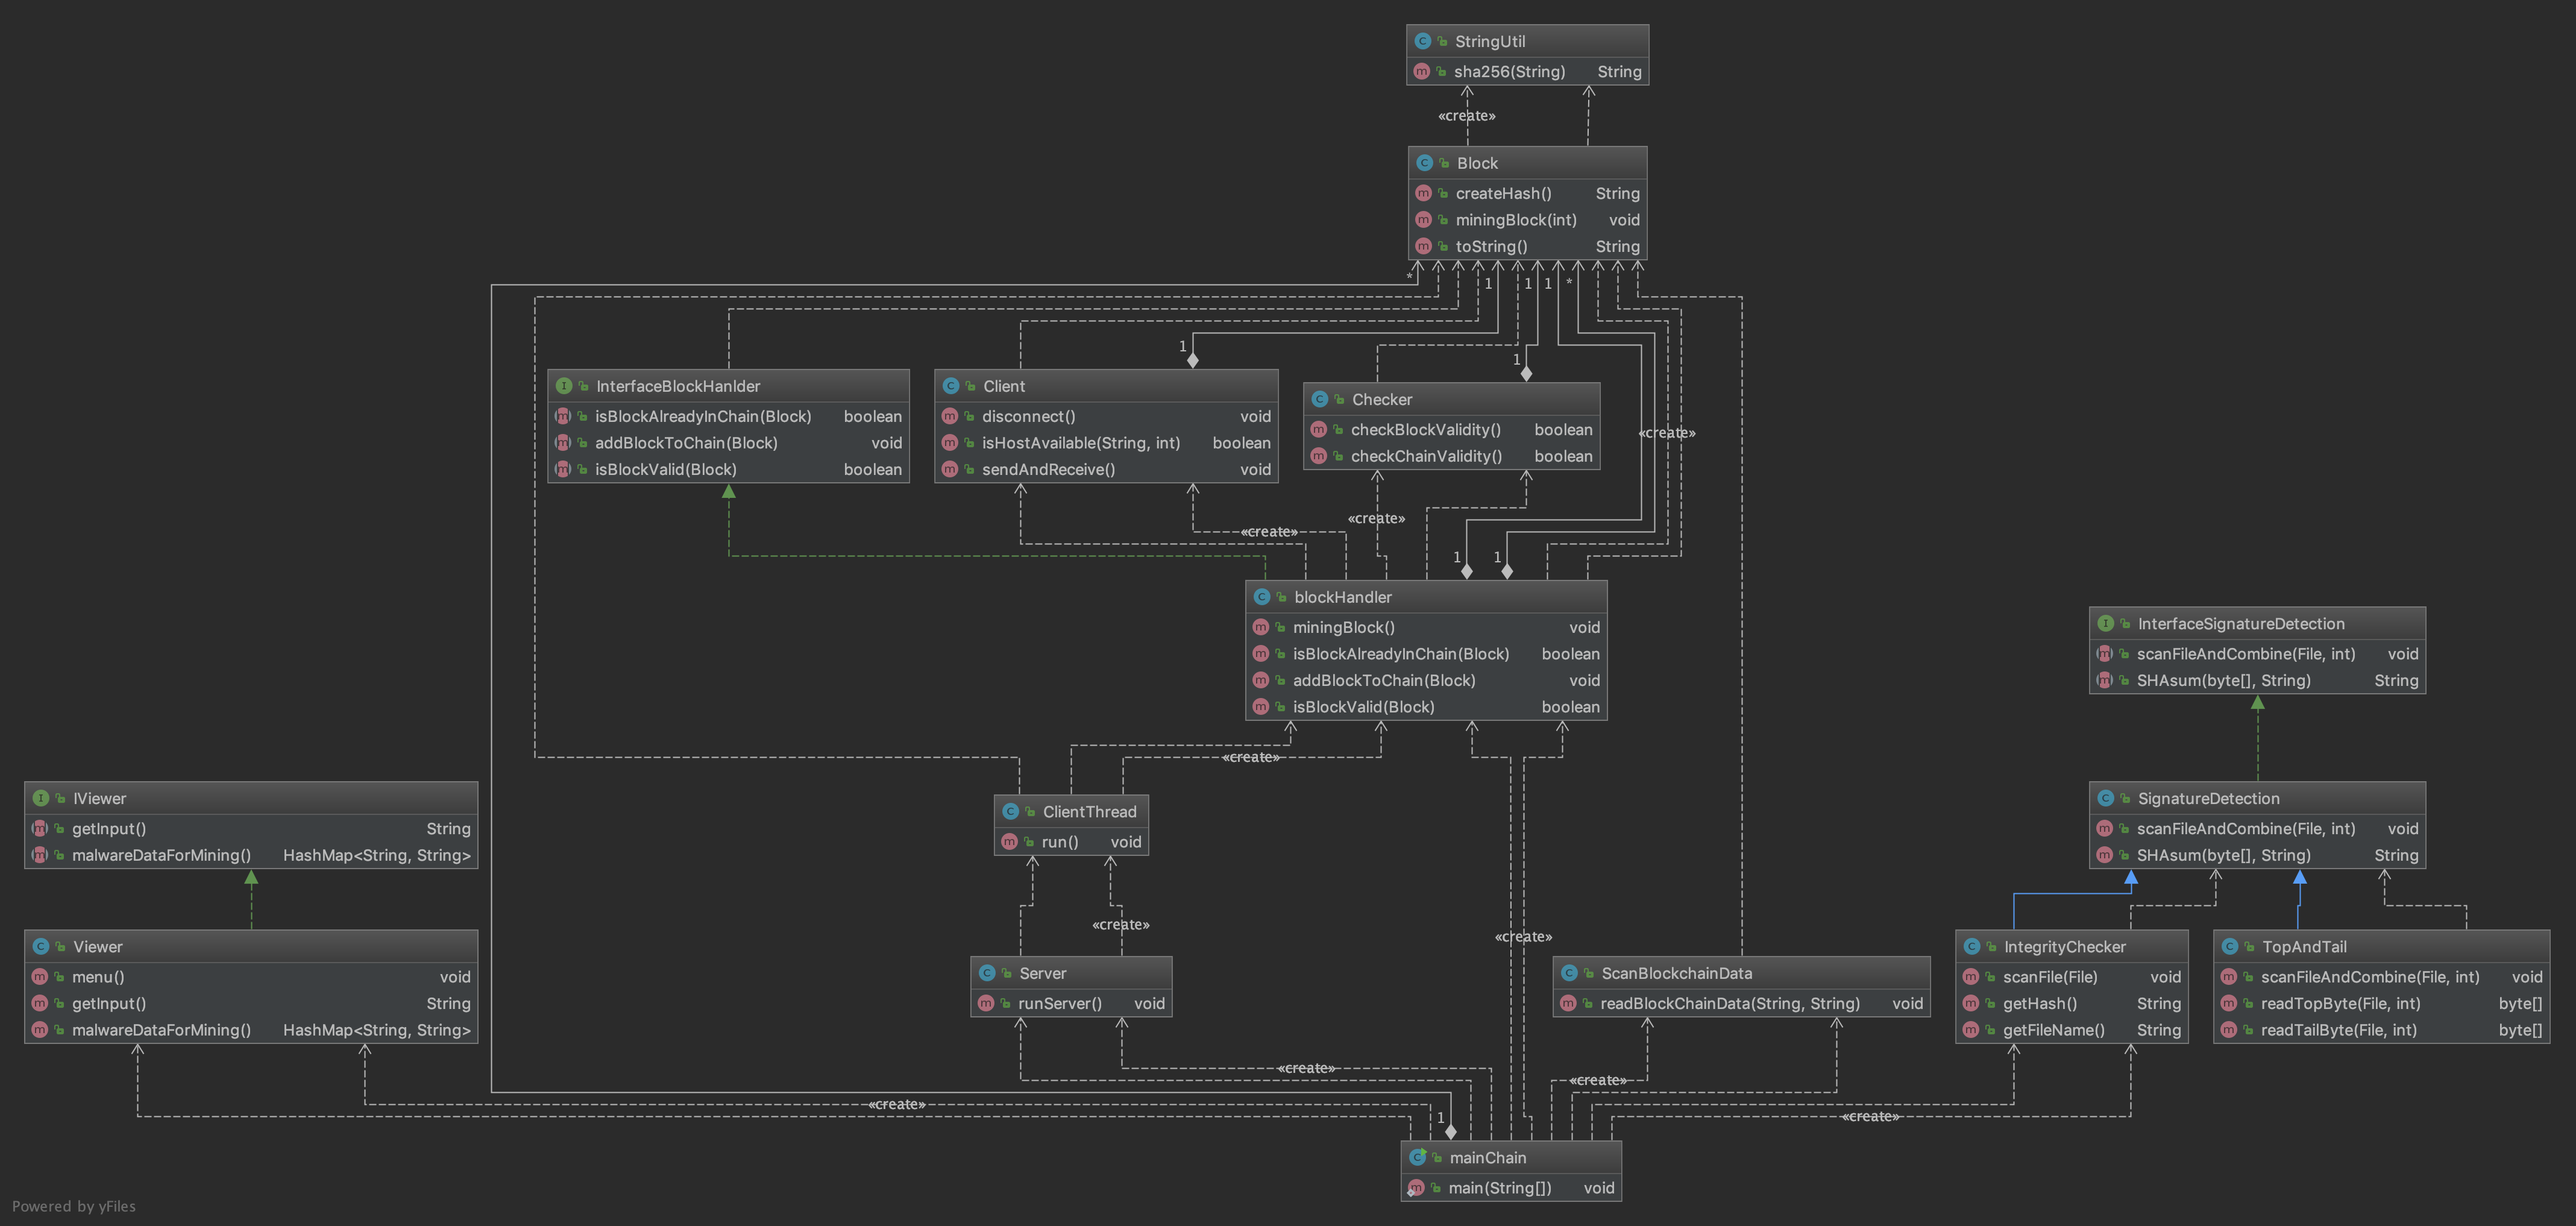 StringUtil
sha256(String) String
«create»
Block
createHash() String
miningBlock(int) void
toString() String
* 1 1 1 *
1
1
InterfaceBlockHanlder
isBlockAlreadyInChain(Block) boolean
addBlockToChain(Block) void
isBlockValid(Block) boolean
Client
disconnect() void
isHostAvailable(String, int) boolean
sendAndReceive() void
Checker
checkBlockValidity() boolean
checkChainValidity() boolean
«create»
«create»
«create»
1 1
blockHandler
miningBlock() void
isBlockAlreadyInChain(Block) boolean
addBlockToChain(Block) void
isBlockValid(Block) boolean
InterfaceSignatureDetection
scanFileAndCombine(File, int) void
SHAsum(byte[], String) String
«create»
IViewer
getInput() String
malwareDataForMining() HashMap<String, String>
ClientThread
run() void
SignatureDetection
scanFileAndCombine(File, int) void
SHAsum(byte[], String) String
«create»
«create»
Viewer
menu() void
getInput() String
malwareDataForMining() HashMap<String, String>
Server
runServer() void
ScanBlockchainData
readBlockChainData(String, String) void
IntegrityChecker
scanFile(File) void
getHash() String
getFileName() String
TopAndTail
scanFileAndCombine(File, int) void
readTopByte(File, int) byte[]
readTailByte(File, int) byte[]
«create»
«create»
«create»
«create»
1
mainChain
main(String[]) void
Powered by yFiles